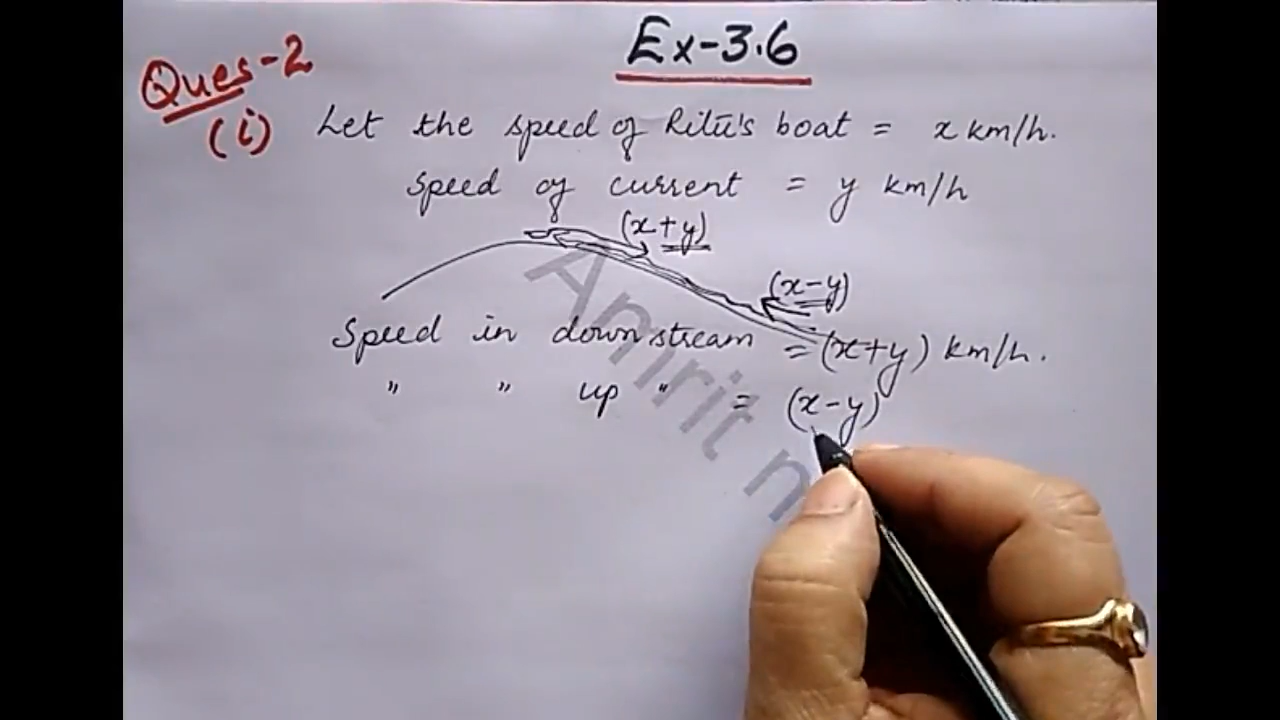 Ex-3.6
Ques-2
(i) Let the speed of Ritu's boat = x km/h.
speed of current = y km/h
(x+y)
(x-y)
Speed in downstream = (x+y) km/h.
" " up " = (x-y)
Amrit m